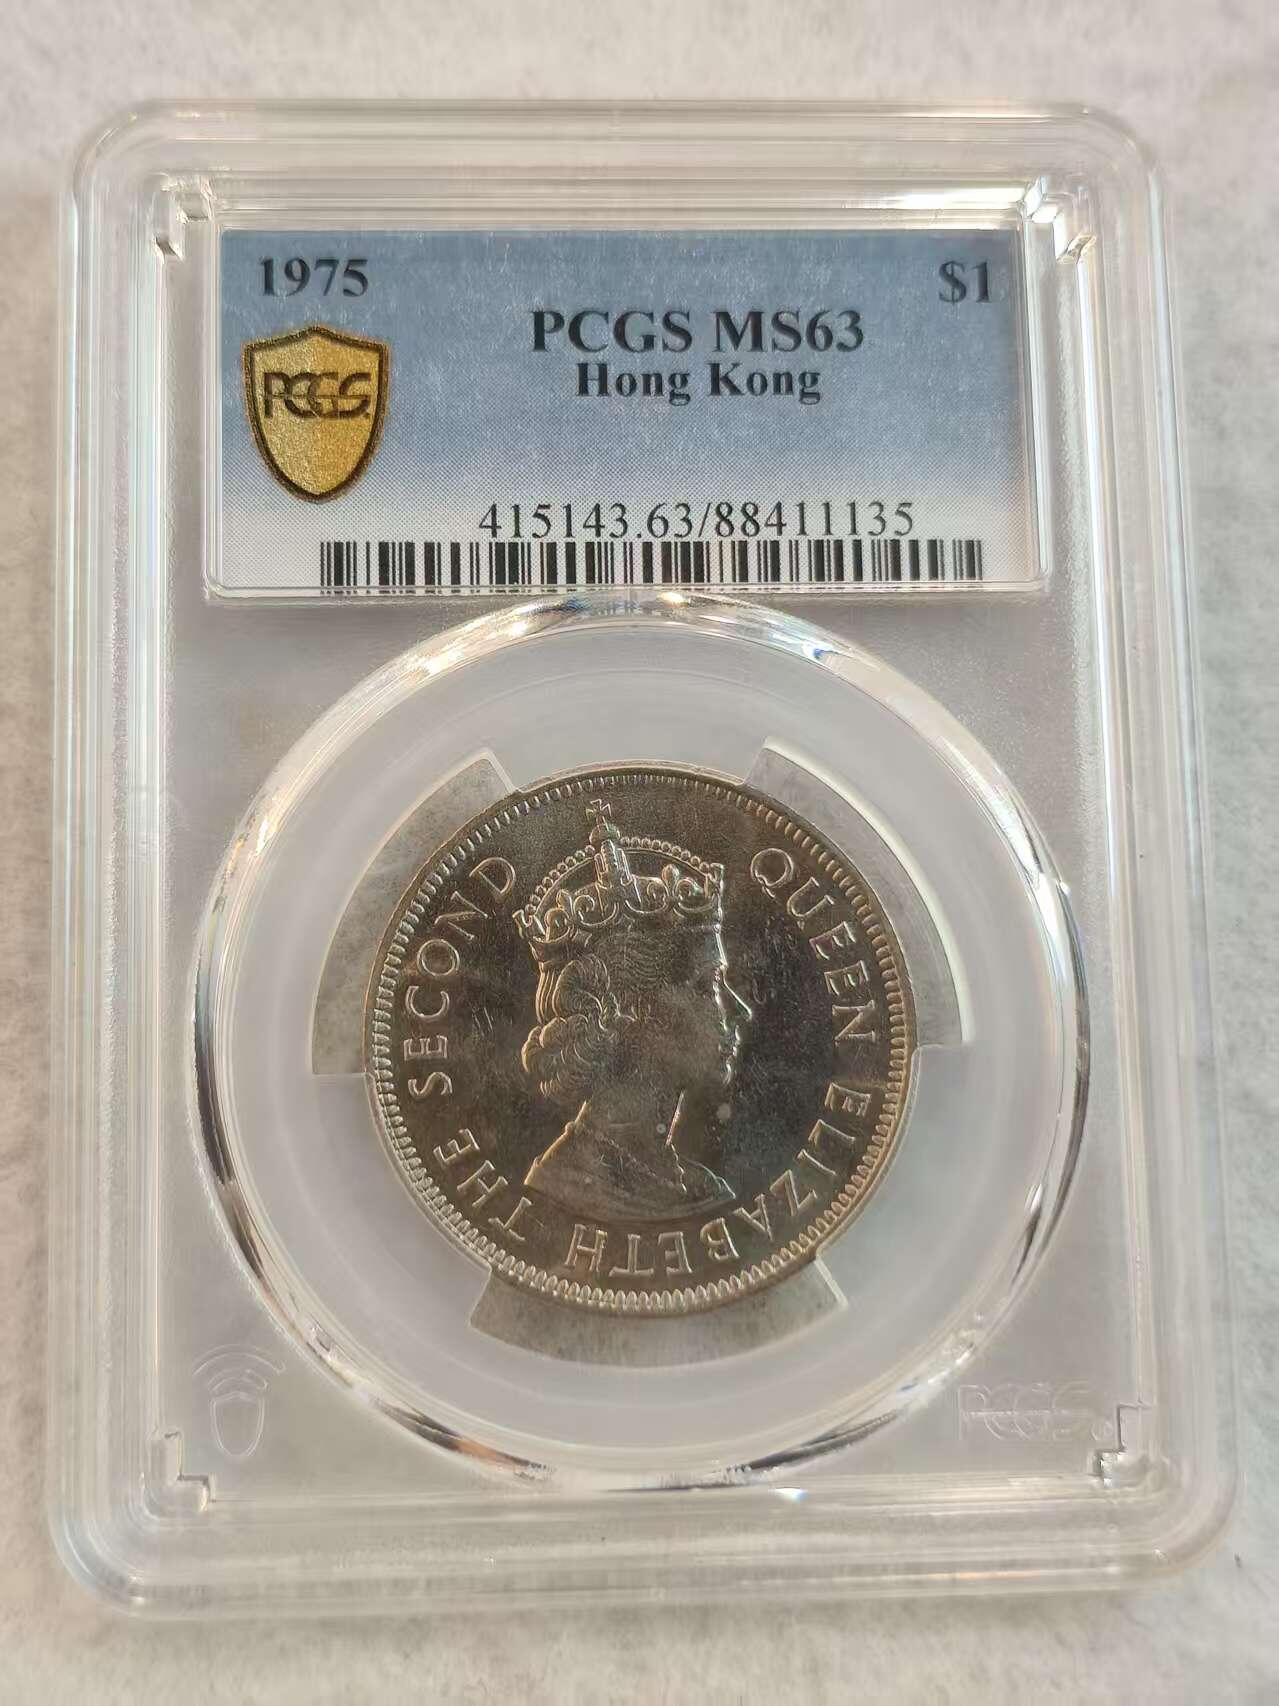 1975
$1
PCGS MS63
Hong Kong
PCGS
415143.63/88411135
QUEEN ELIZABETH THE SECOND
PCGS